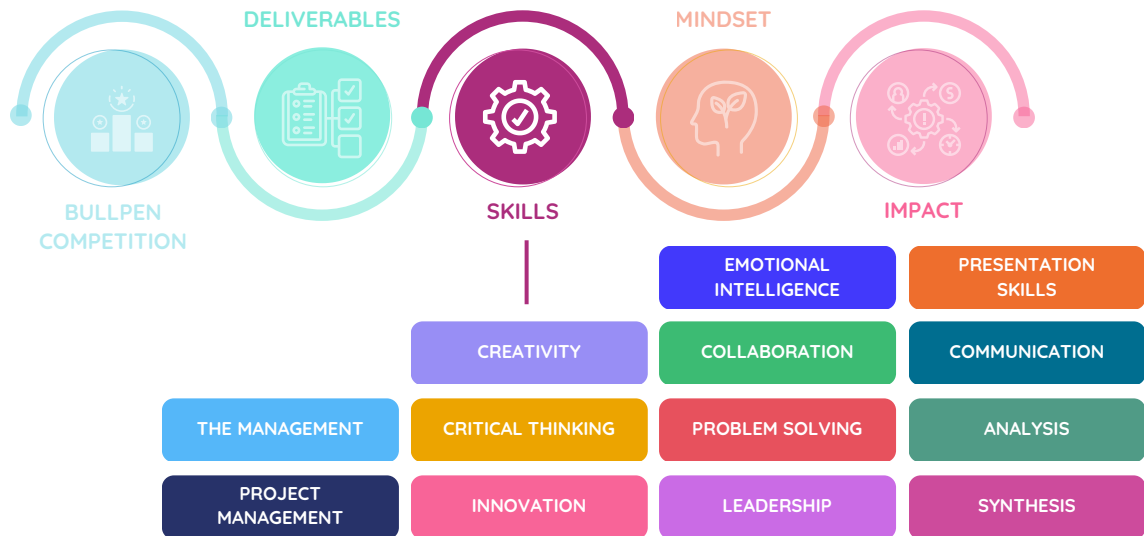 DELIVERABLES
MINDSET
BULLPEN
COMPETITION
SKILLS
IMPACT
EMOTIONAL
INTELLIGENCE
PRESENTATION
SKILLS
CREATIVITY
COLLABORATION
COMMUNICATION
THE MANAGEMENT
CRITICAL THINKING
PROBLEM SOLVING
ANALYSIS
PROJECT
MANAGEMENT
INNOVATION
LEADERSHIP
SYNTHESIS